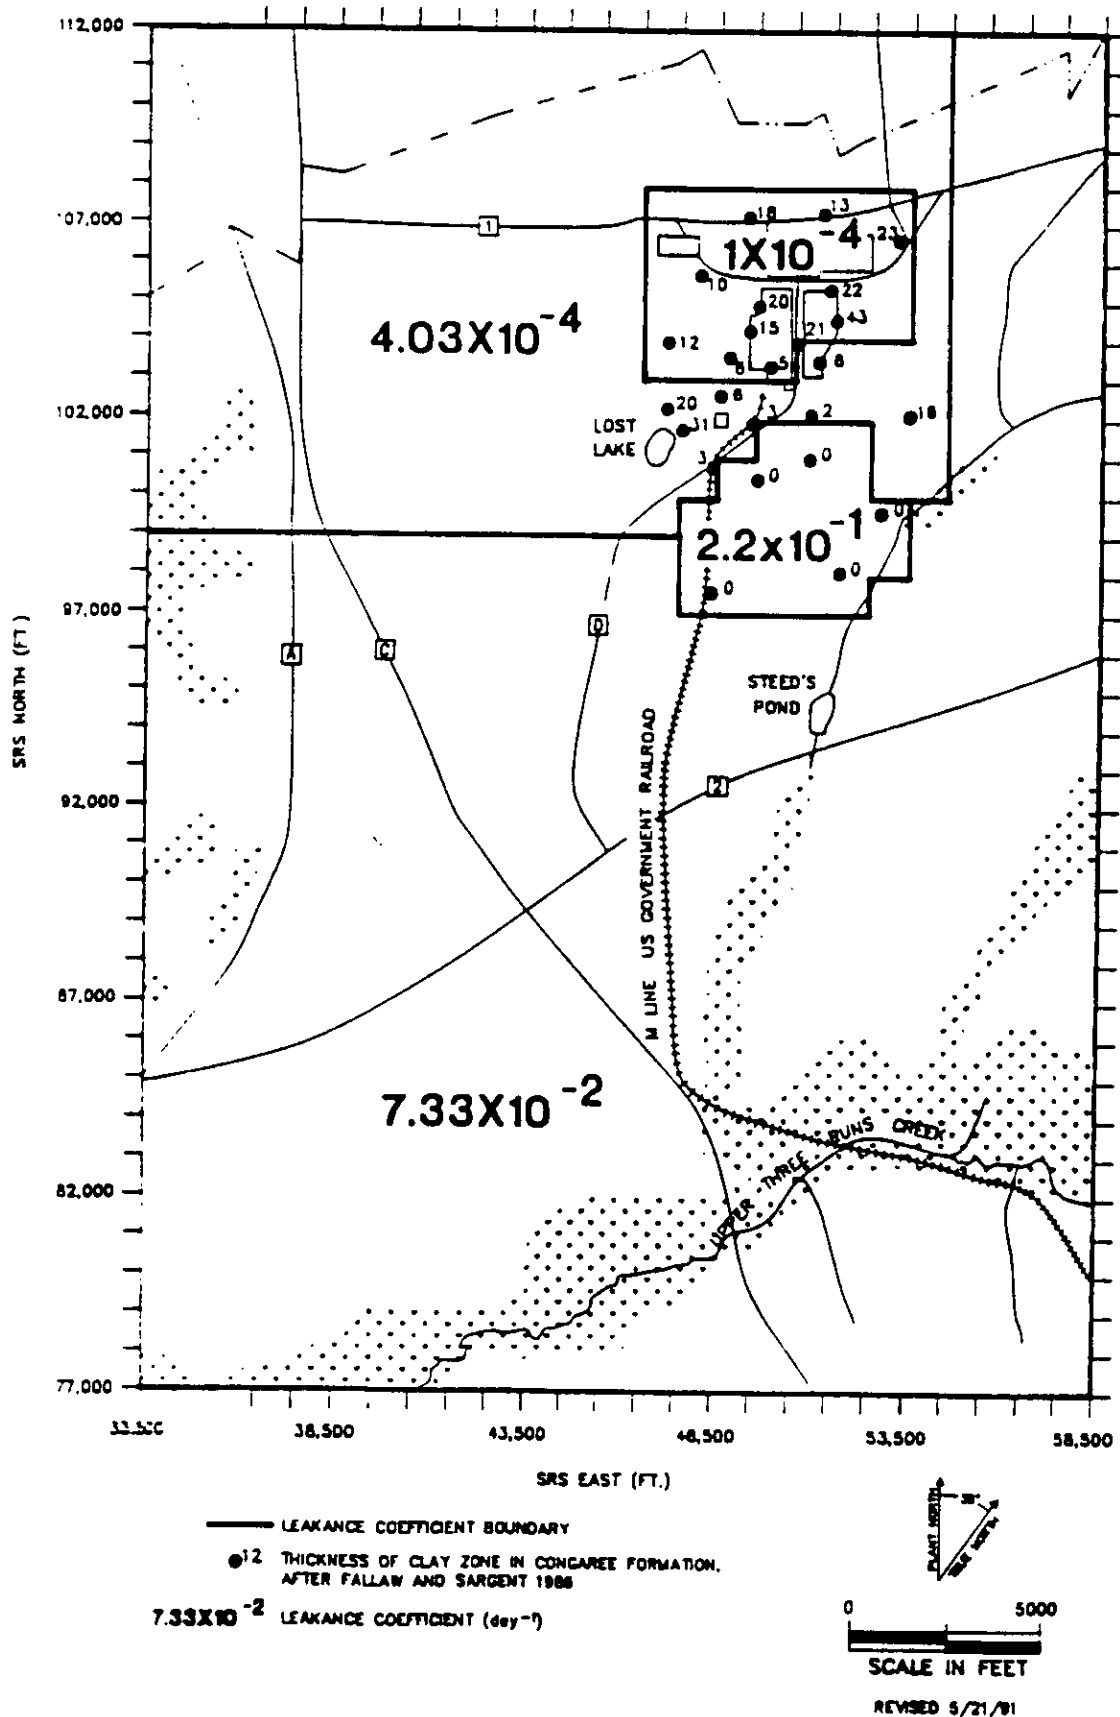 112,000
107,000
102,000
97,000
92,000
87,000
82,000
77,000
SRS NORTH (FT)
1
18
13
1X10-4
23
10
20
22
15
43
21
12
8
5
8
4.03X10-4
20
6
31
3
2
18
LOST
LAKE
3
0
0
0
2.2x10-1
0
0
A
C
D
STEED'S
POND
2
M LINE US GOVERNMENT RAILROAD
7.33X10-2
UPPER THREE RUNS CREEK
38,500
43,500
48,500
53,500
58,500
SRS EAST (FT.)
LEAKANCE COEFFICIENT BOUNDARY
12 THICKNESS OF CLAY ZONE IN CONGAREE FORMATION,
AFTER FALLAW AND SARGENT 1986
7.33X10-2 LEAKANCE COEFFICIENT (day-1)
PLANT NORTH
TRUE NORTH
0 5000
SCALE IN FEET
REVISED 5/21/91